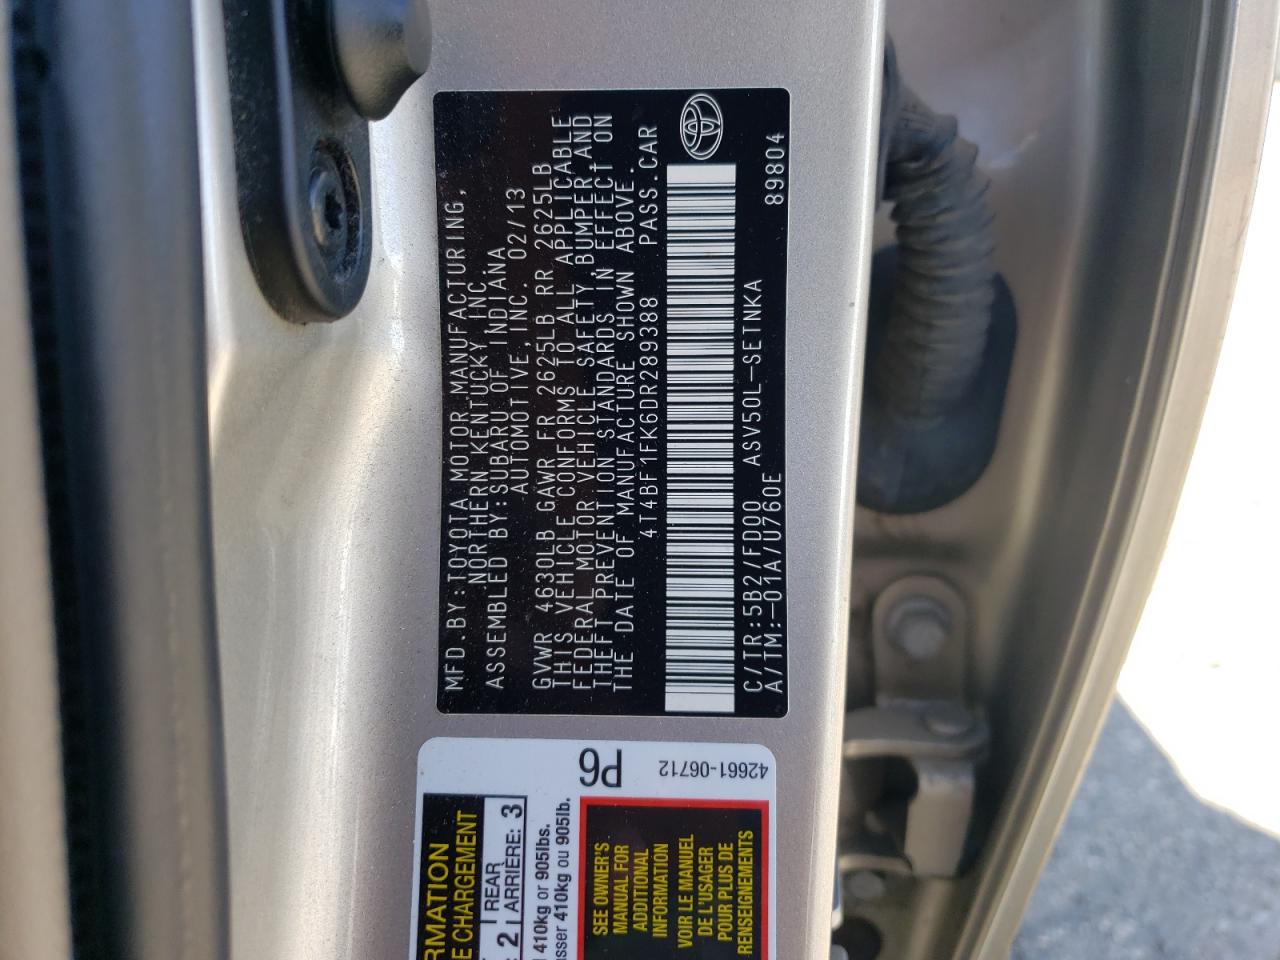 MFD.BY:TOYOTA MOTOR MANUFACTURING,
NORTHERN KENTUCKY, INC.
ASSEMBLED BY:SUBARU OF INDIANA
AUTOMOTIVE,INC. 02/13
GVWR 4630LB GAWR FR 2625LB RR 2625LB
THIS VEHICLE CONFORMS TO ALL APPLICABLE
FEDERAL MOTOR VEHICLE SAFETY,BUMPER,AND
THEFT PREVENTION STANDARDS IN EFFECT ON
THE DATE OF MANUFACTURE SHOWN ABOVE.
4T4BF1FK6DR289388 PASS.CAR
C/TR:5B2/FD00 ASV50L-SETNKA
A/TM:-01A/U760E 89804
P6
42661-06712
RMATION
E CHARGEMENT
2
REAR
ARRIÈRE: 3
410kg or 905lbs.
sser 410kg ou 905lb.
SEE OWNER'S
MANUAL FOR
ADDITIONAL
INFORMATION
VOIR LE MANUEL
DE L'USAGER
POUR PLUS DE
RENSEIGNEMENTS